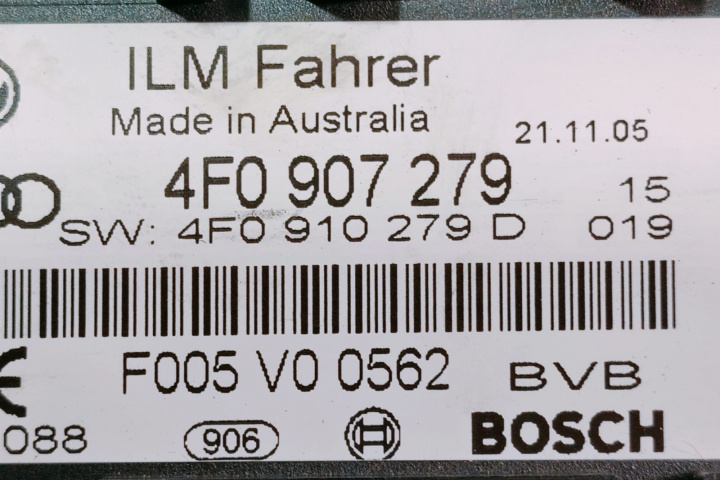 ILM Fahrer
Made in Australia 21.11.05
4F0 907 279 15
SW: 4F0 910 279 D 019
F005 V0 0562 BVB
088 906 BOSCH